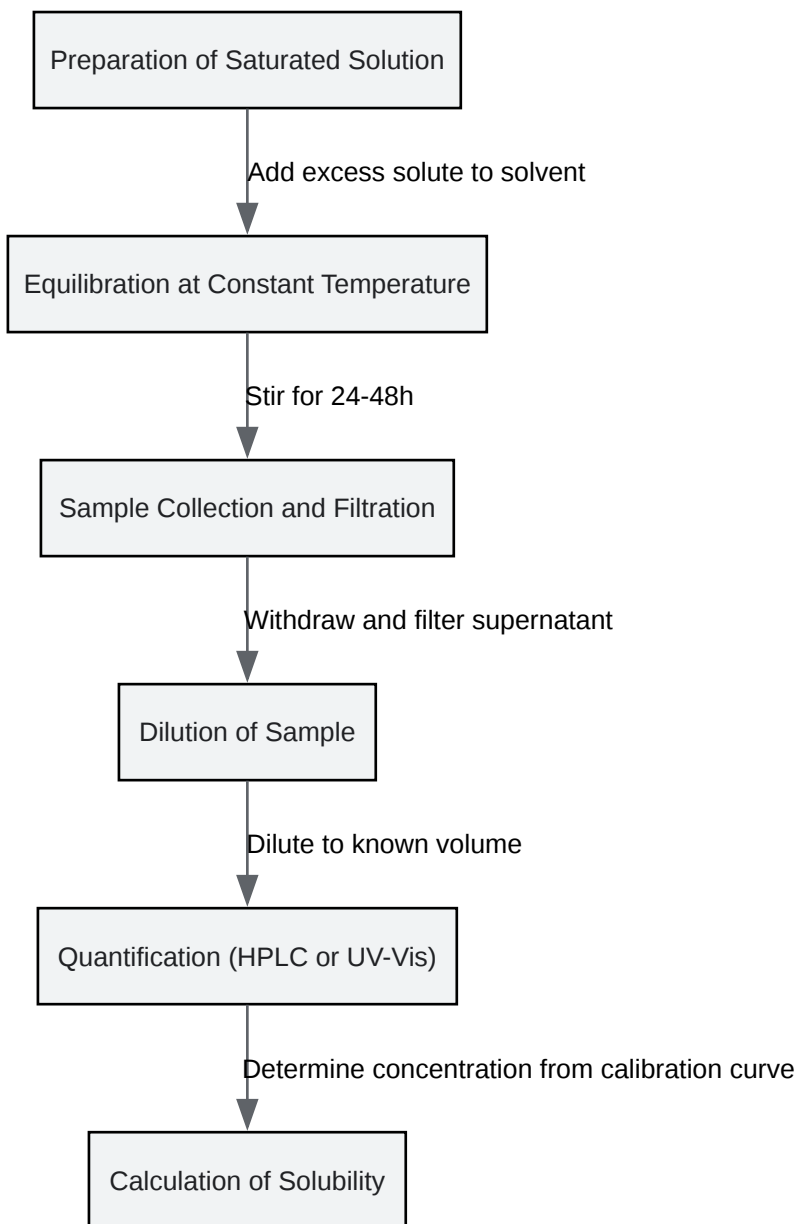 Preparation of Saturated Solution
Add excess solute to solvent
Equilibration at Constant Temperature
Stir for 24-48h
Sample Collection and Filtration
Withdraw and filter supernatant
Dilution of Sample
Dilute to known volume
Quantification (HPLC or UV-Vis)
Determine concentration from calibration curve
Calculation of Solubility